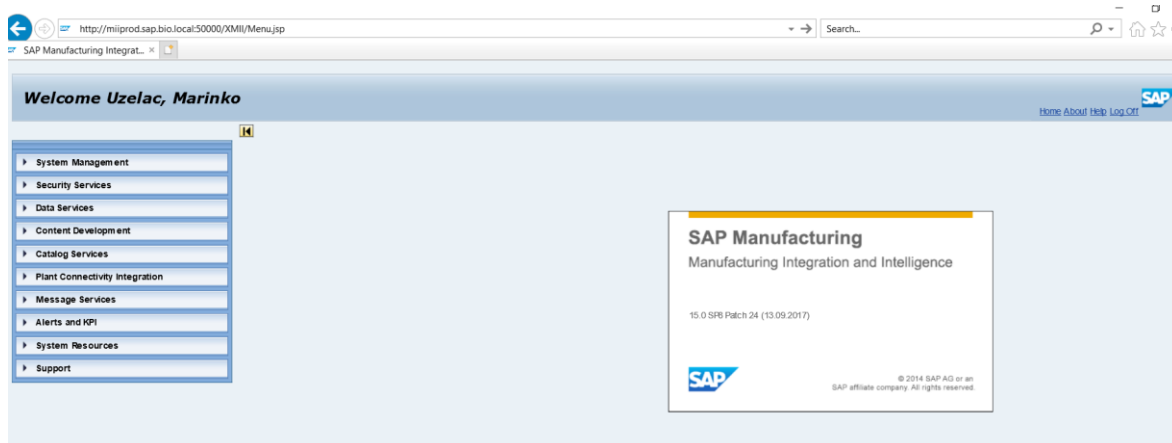 http://miiprod.sap.bio.local:50000/XMII/Menu.jsp
Search...
SAP Manufacturing Integrat...
Welcome Uzelac, Marinko
SAP
Home About Help Log Off
System Management
Security Services
Data Services
Content Development
Catalog Services
Plant Connectivity Integration
Message Services
Alerts and KPI
System Resources
Support
SAP Manufacturing
Manufacturing Integration and Intelligence
15.0 SP8 Patch 24 (13.09.2017)
SAP
© 2014 SAP AG or an
SAP affiliate company. All rights reserved.